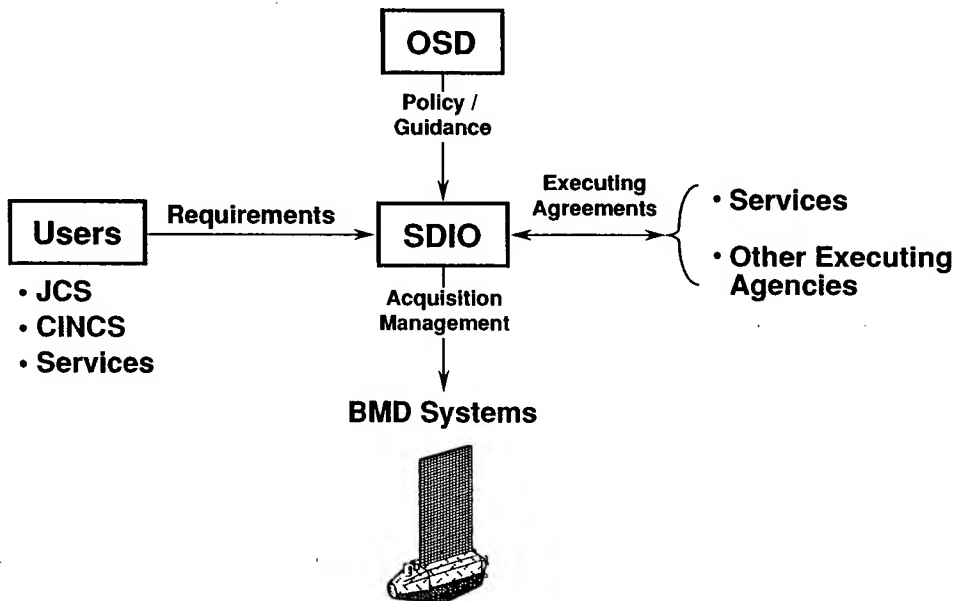 OSD
Policy /
Guidance
Users
Requirements
SDIO
Executing
Agreements
• Services
• Other Executing
Agencies
• JCS
• CINCS
• Services
Acquisition
Management
BMD Systems